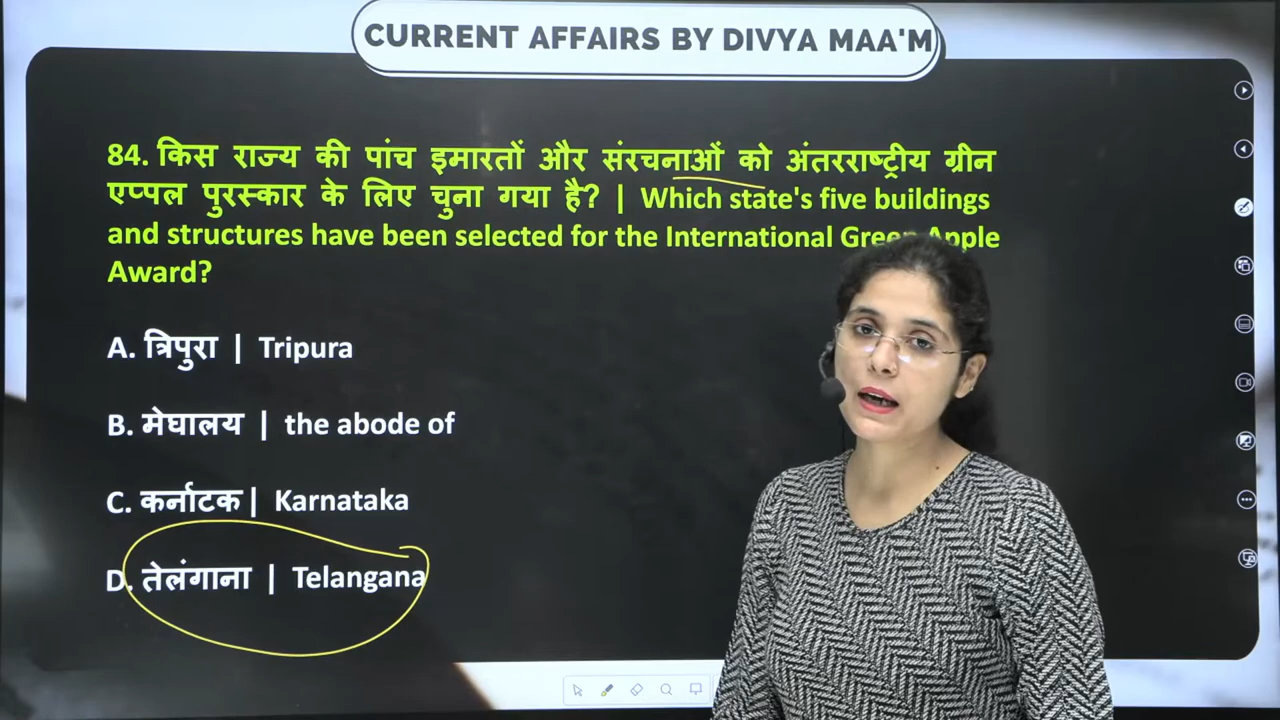 CURRENT AFFAIRS BY DIVYA MAA'M
84. किस राज्य की पांच इमारतों और संरचनाओं को अंतरराष्ट्रीय ग्रीन
एप्पल पुरस्कार के लिए चुना गया है? | Which state's five buildings
and structures have been selected for the International Green Apple
Award?
A. त्रिपुरा | Tripura
B. मेघालय | the abode of
C. कर्नाटक | Karnataka
D. तेलंगाना | Telangana